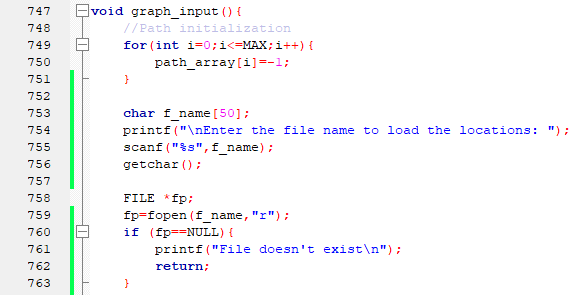 747 void graph_input(){
748     //Path initialization
749     for(int i=0;i<=MAX;i++){
750         path_array[i]=-1;
751     }
752
753     char f_name[50];
754     printf("\nEnter the file name to load the locations: ");
755     scanf("%s",f_name);
756     getchar();
757
758     FILE *fp;
759     fp=fopen(f_name,"r");
760     if (fp==NULL){
761         printf("File doesn't exist\n");
762         return;
763     }